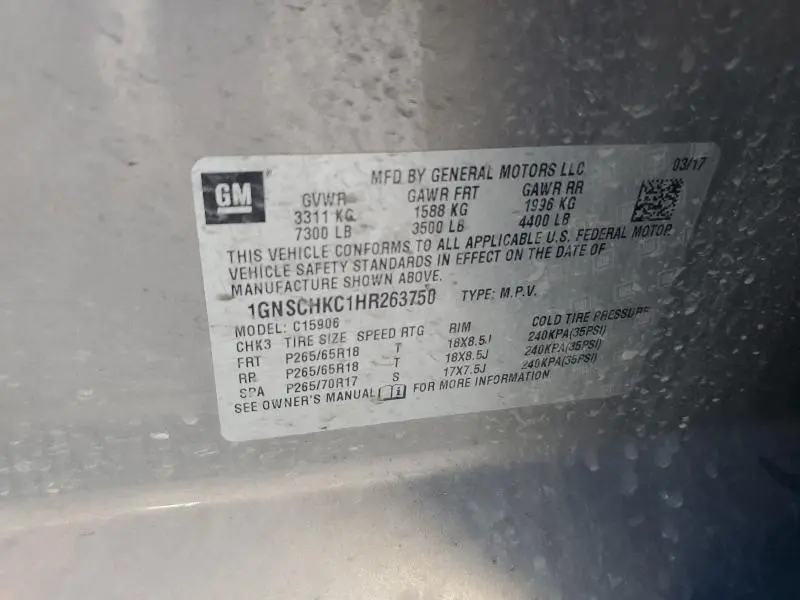 GM
MFD BY GENERAL MOTORS LLC 03/17
GVWR GAWR FRT GAWR RR
3311 KG 1588 KG 1996 KG
7300 LB 3500 LB 4400 LB
THIS VEHICLE CONFORMS TO ALL APPLICABLE U.S. FEDERAL MOTOR
VEHICLE SAFETY STANDARDS IN EFFECT ON THE DATE OF
MANUFACTURE SHOWN ABOVE.
1GNSCHKC1HR263750 TYPE: M.P.V.
MODEL: C15906
CHK3 TIRE SIZE SPEED RTG RIM COLD TIRE PRESSURE
FRT P265/65R18 T 18X8.5J 240KPA(35PSI)
RR P265/65R18 T 18X8.5J 240KPA(35PSI)
SPA P265/70R17 S 17X7.5J 240KPA(35PSI)
SEE OWNER'S MANUAL FOR MORE INFORMATION